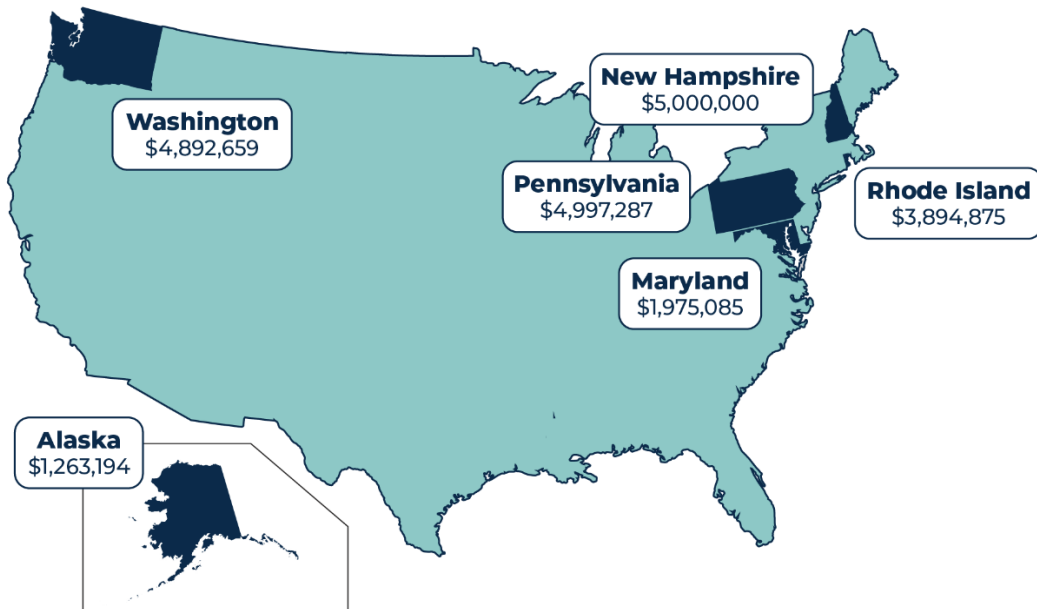 New Hampshire
$5,000,000
Washington
$4,892,659
Pennsylvania
$4,997,287
Rhode Island
$3,894,875
Maryland
$1,975,085
Alaska
$1,263,194